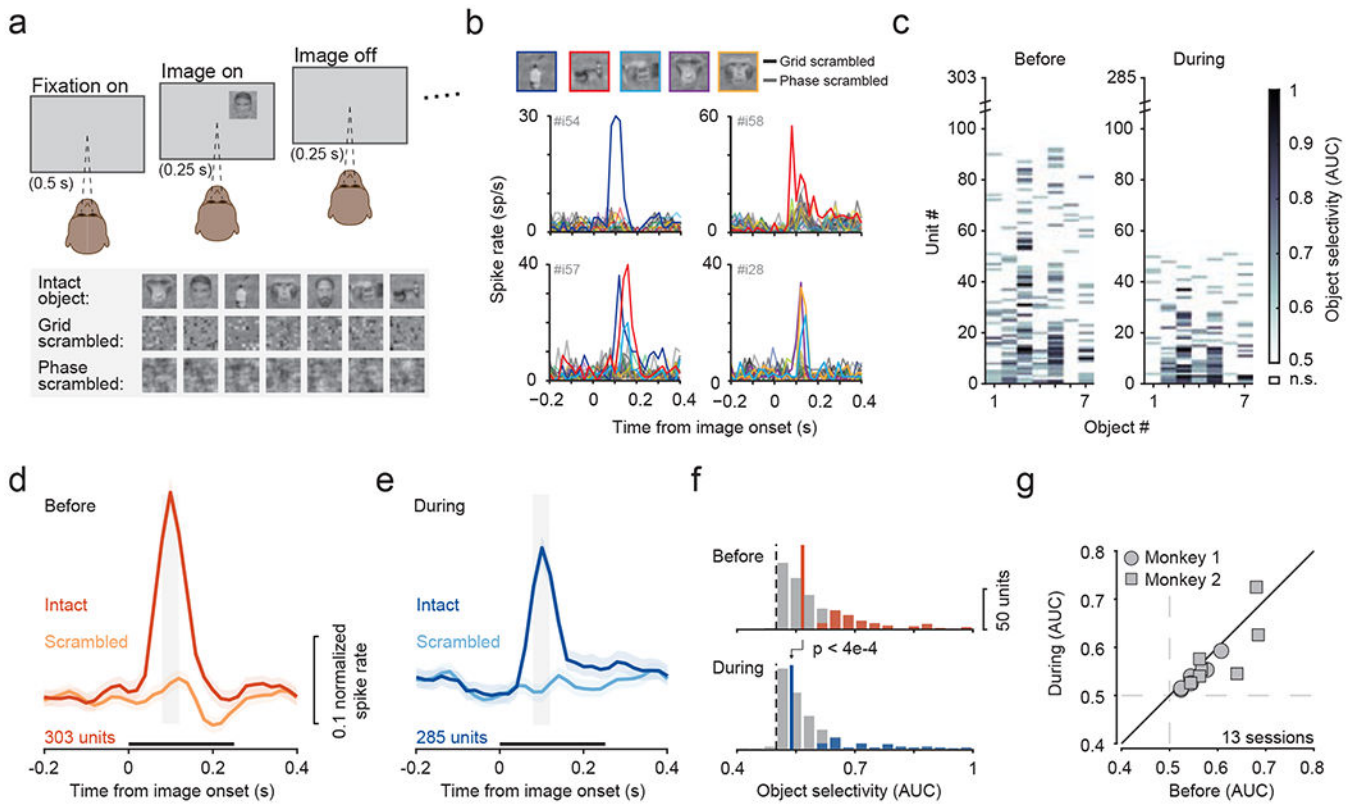 a
Fixation on
Image on
Image off
(0.5 s)
(0.25 s)
(0.25 s)
Intact object:
Grid scrambled:
Phase scrambled:
b
Grid scrambled
Phase scrambled
Spike rate (sp/s)
30
0
#i54
60
0
#i58
40
0
#i57
40
0
#i28
−0.2 0 0.2 0.4
−0.2 0 0.2 0.4
Time from image onset (s)
c
Before
During
303
100
80
60
40
20
0
Unit #
285
100
80
60
40
20
0
1 7
1 7
Object #
1
0.9
0.8
0.7
0.6
0.5
n.s.
Object selectivity (AUC)
d
Before
Intact
Scrambled
303 units
0.1 normalized
spike rate
-0.2 0 0.2 0.4
Time from image onset (s)
e
During
Intact
Scrambled
285 units
-0.2 0 0.2 0.4
Time from image onset (s)
f
Before
50 units
p < 4e-4
During
0.4 0.7 1
Object selectivity (AUC)
g
Monkey 1
Monkey 2
During (AUC)
0.8
0.7
0.6
0.5
0.4
13 sessions
0.4 0.5 0.6 0.7 0.8
Before (AUC)